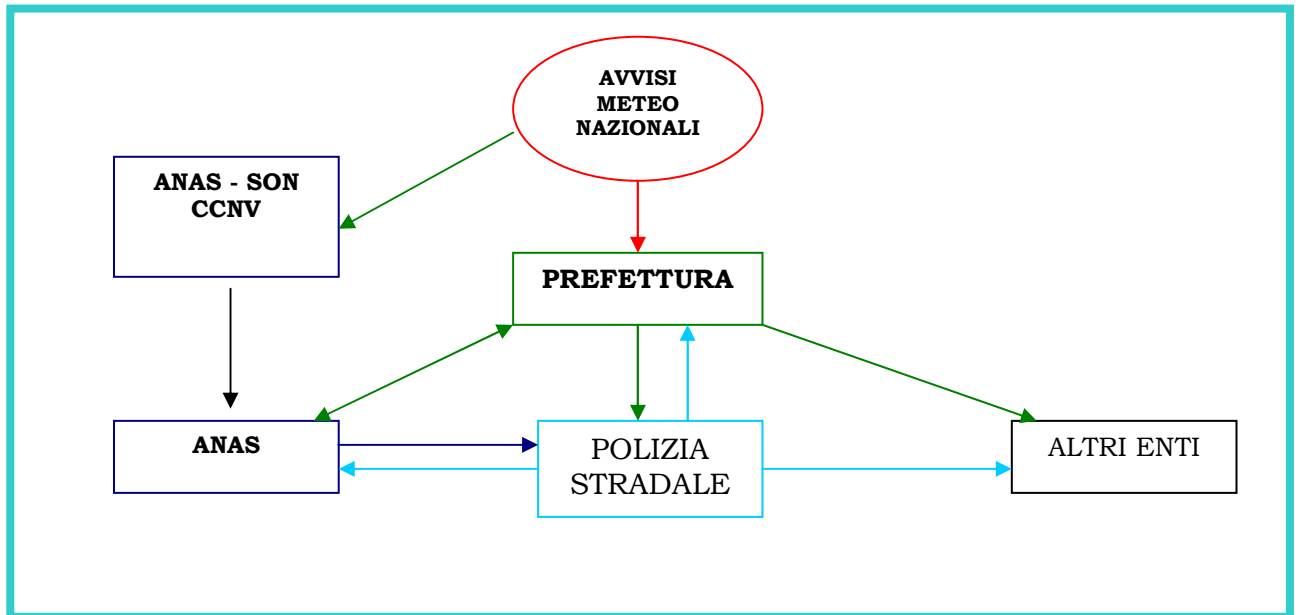 AVVISI
METEO
NAZIONALI
ANAS - SON
CCNV
PREFETTURA
ANAS
POLIZIA
STRADALE
ALTRI ENTI